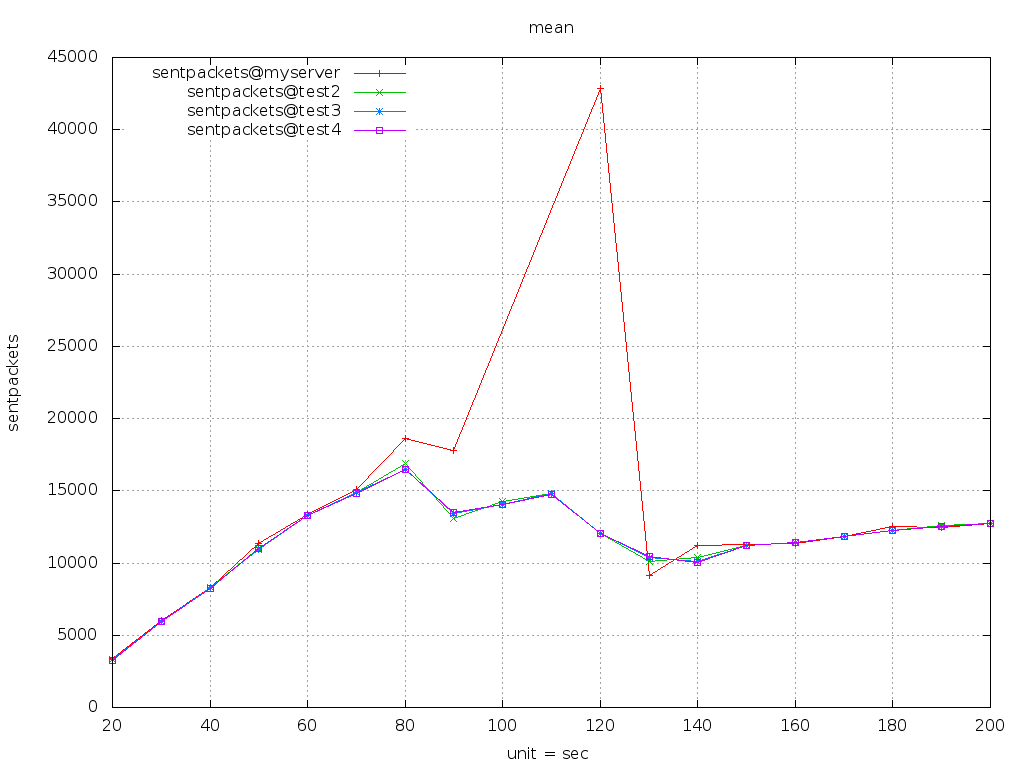 mean
45000
40000
35000
30000
25000
20000
15000
10000
5000
0
sentpackets@myserver
sentpackets@test2
sentpackets@test3
sentpackets@test4
sentpackets
20 40 60 80 100 120 140 160 180 200
unit = sec